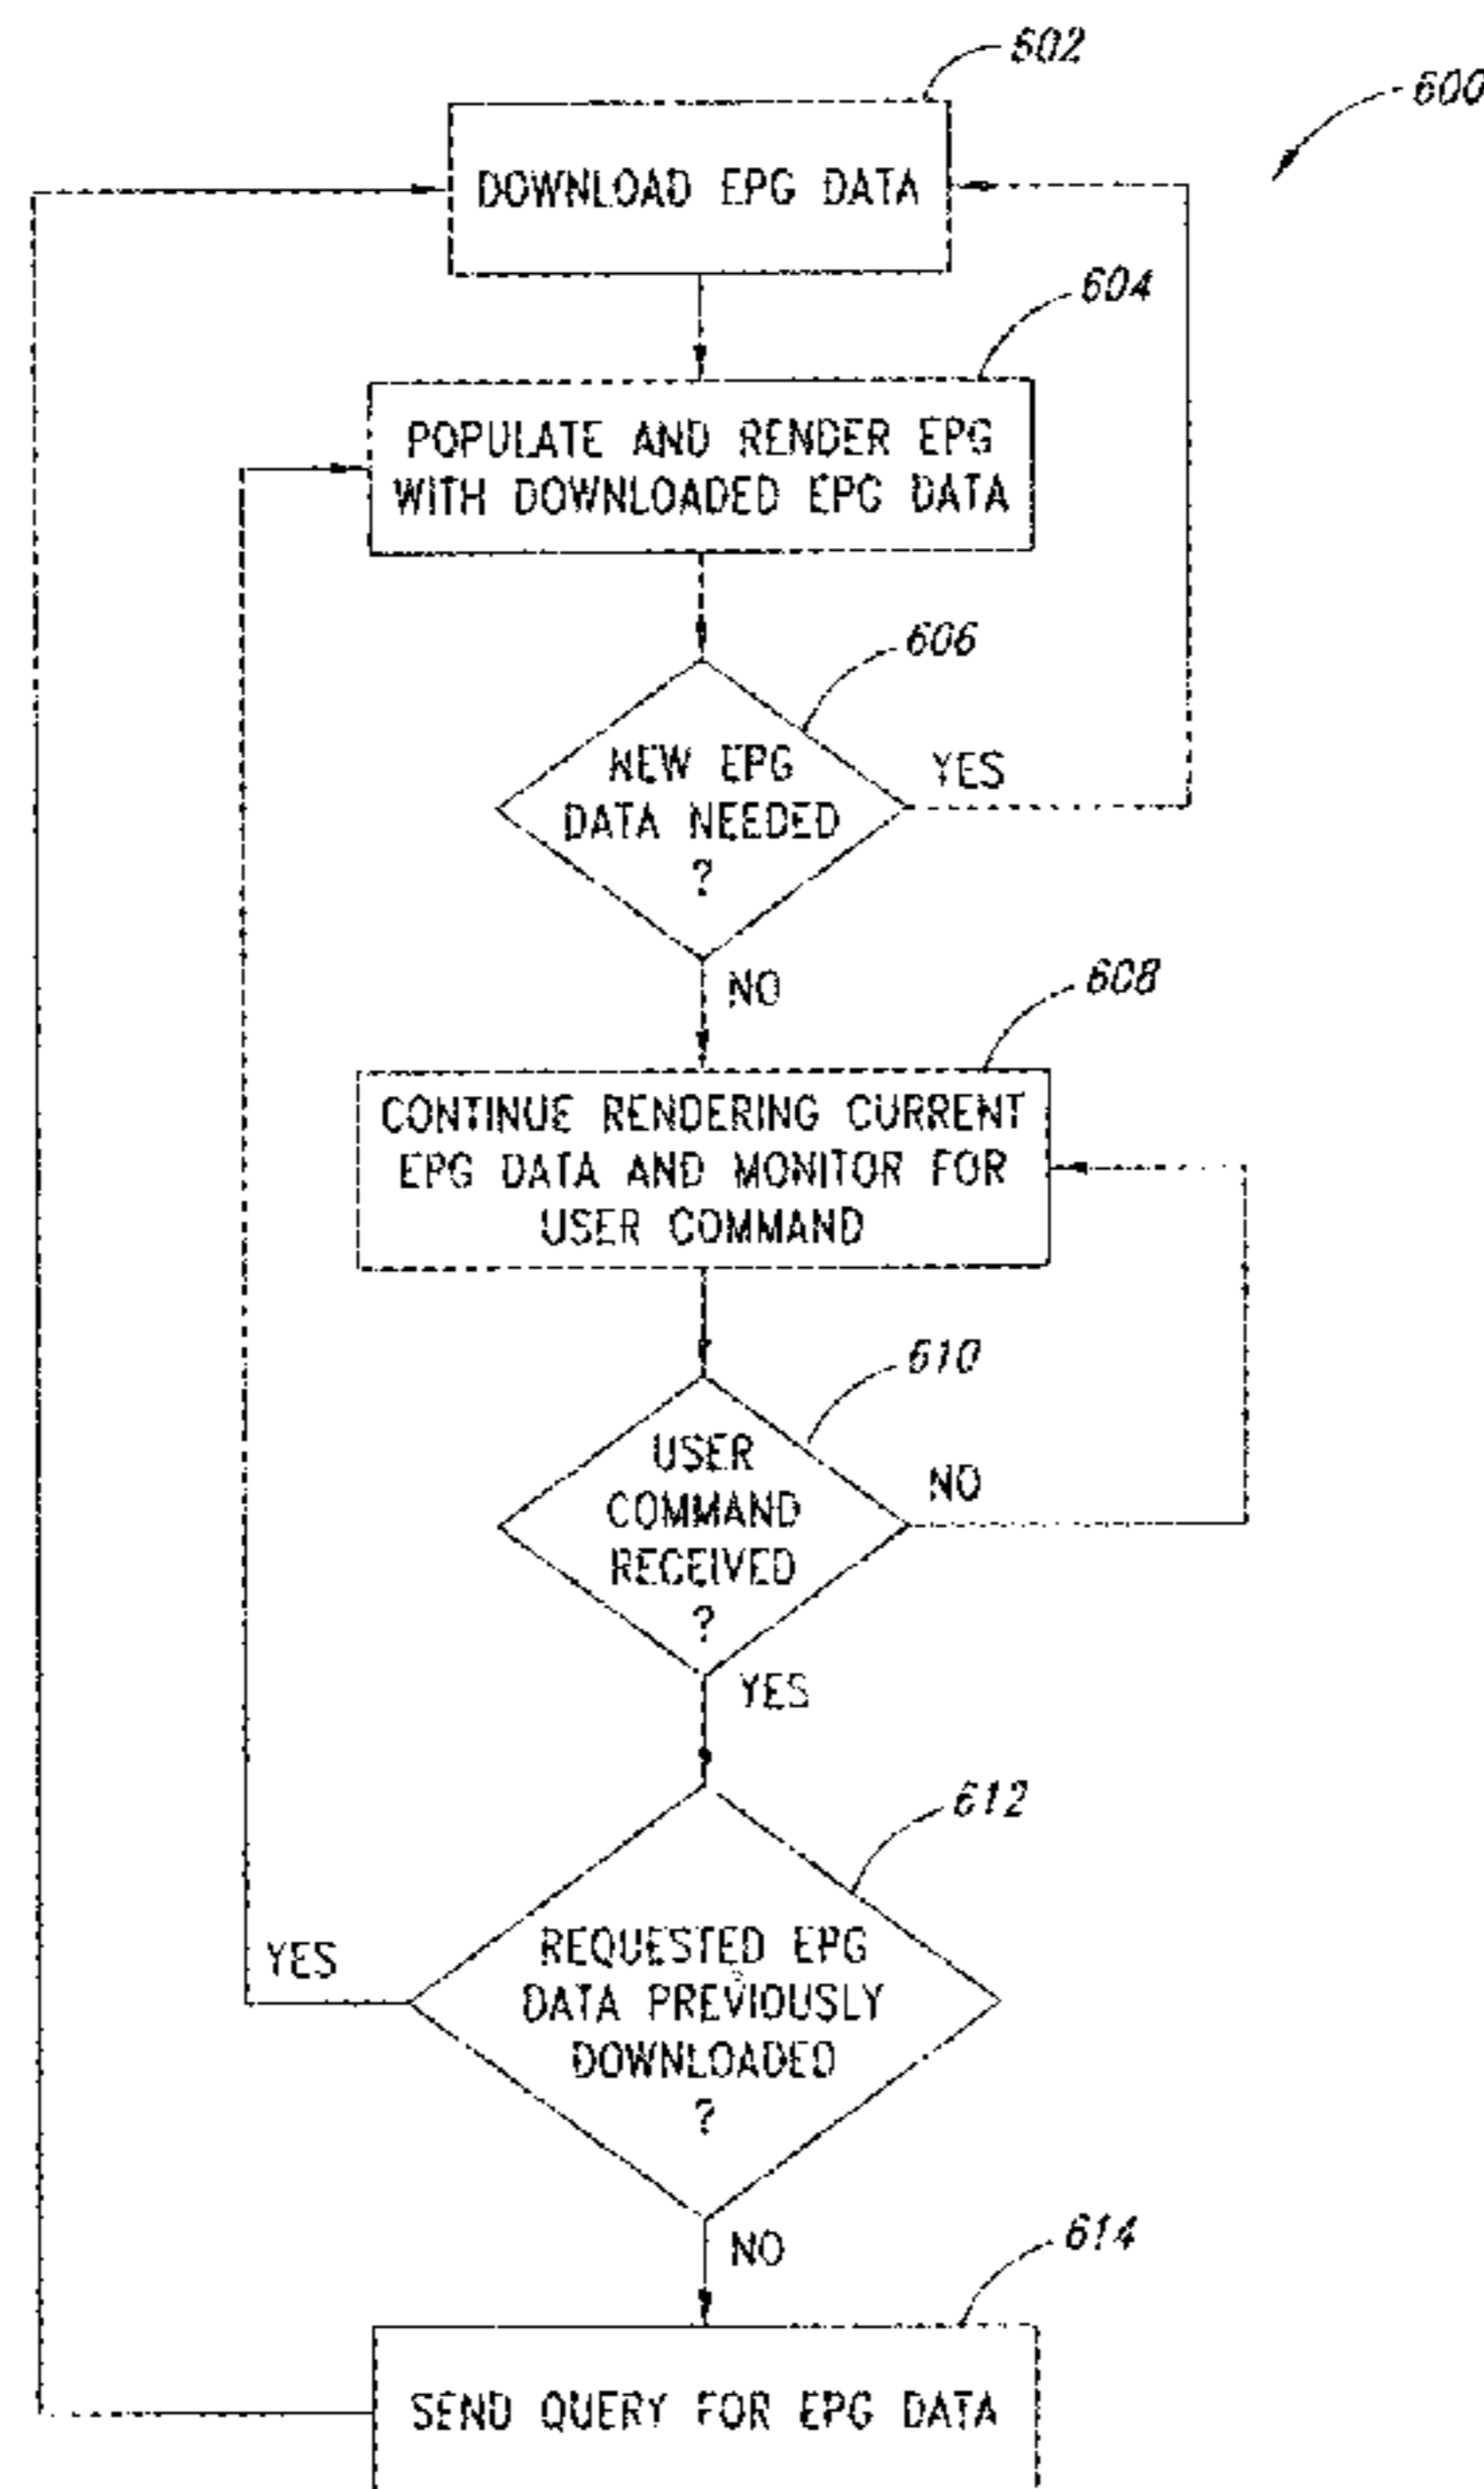 602
600
DOWNLOAD EPG DATA
604
POPULATE AND RENDER EPG
WITH DOWNLOADED EPG DATA
606
NEW EPG
DATA NEEDED
?
YES
NO
608
CONTINUE RENDERING CURRENT
EPG DATA AND MONITOR FOR
USER COMMAND
610
USER
COMMAND
RECEIVED
?
NO
YES
612
REQUESTED EPG
DATA PREVIOUSLY
DOWNLOADED
?
YES
NO
614
SEND QUERY FOR EPG DATA